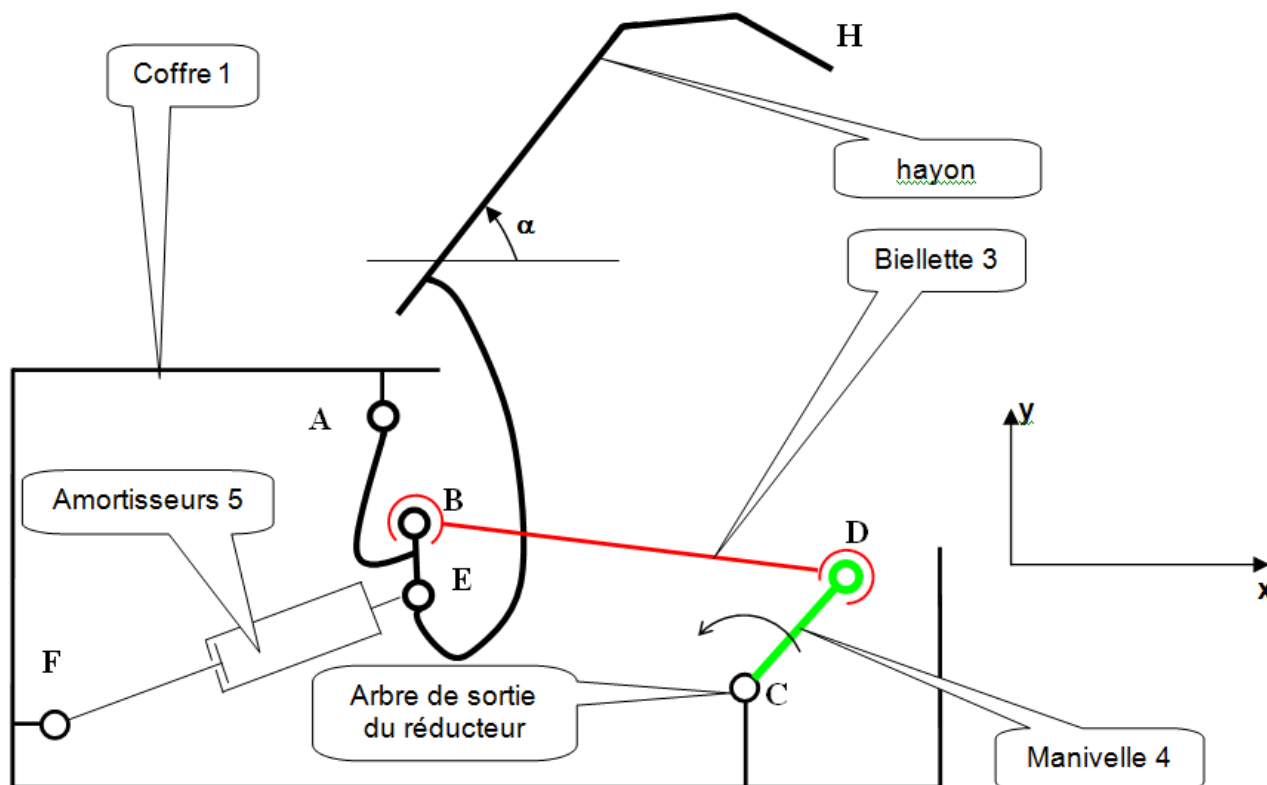 H
Coffre 1
hayon
α
Biellette 3
A
y
Amortisseurs 5
B
D
E
x
F
Arbre de sortie
du réducteur
C
Manivelle 4